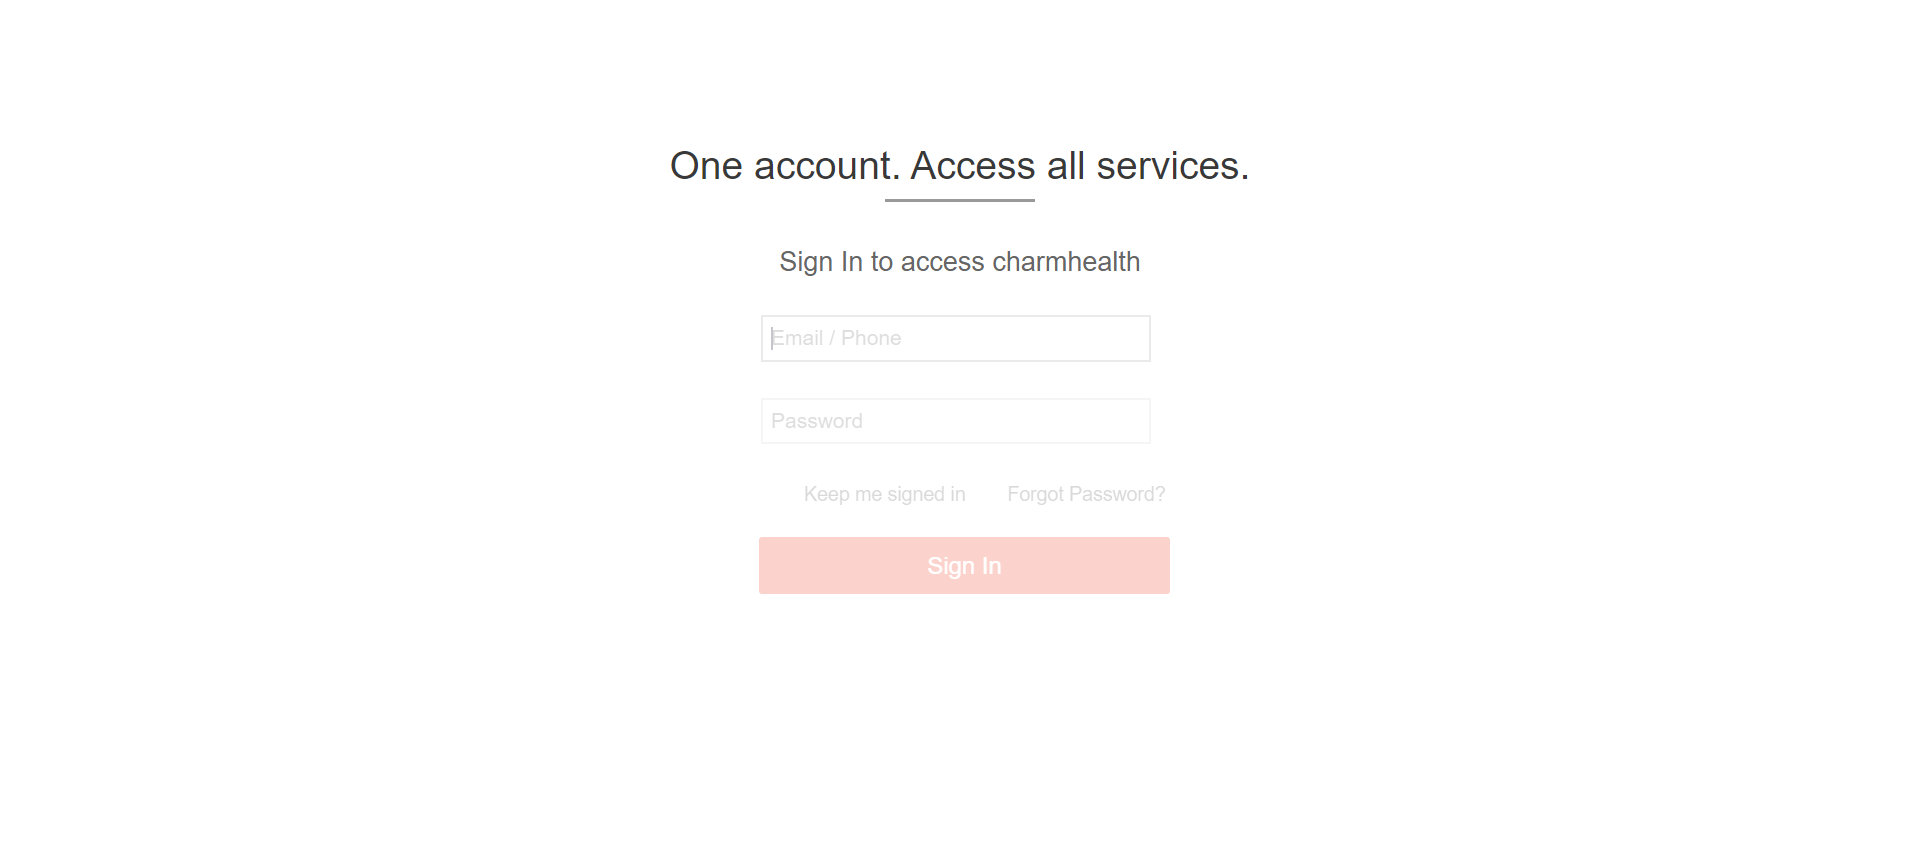 One account. Access all services.
Sign In to access charmhealth
Email / Phone
Password
Keep me signed in Forgot Password?
Sign In